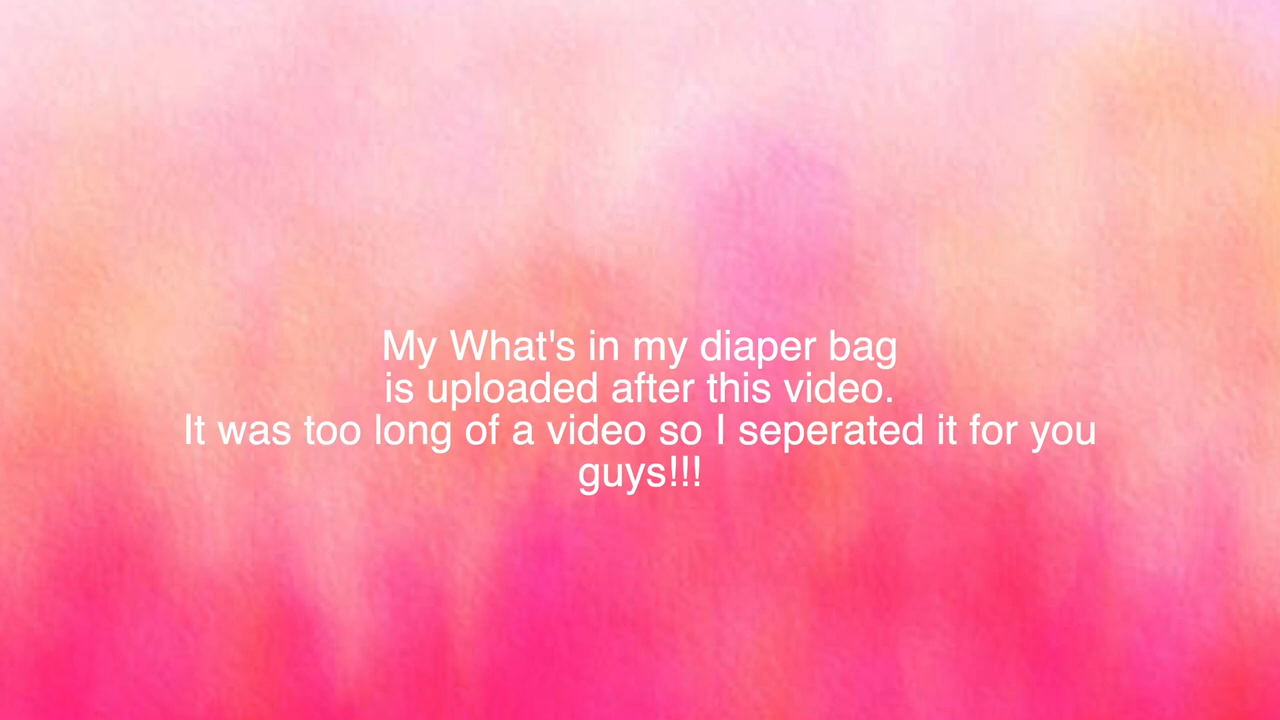 My What's in my diaper bag
is uploaded after this video.
It was too long of a video so I seperated it for you
guys!!!